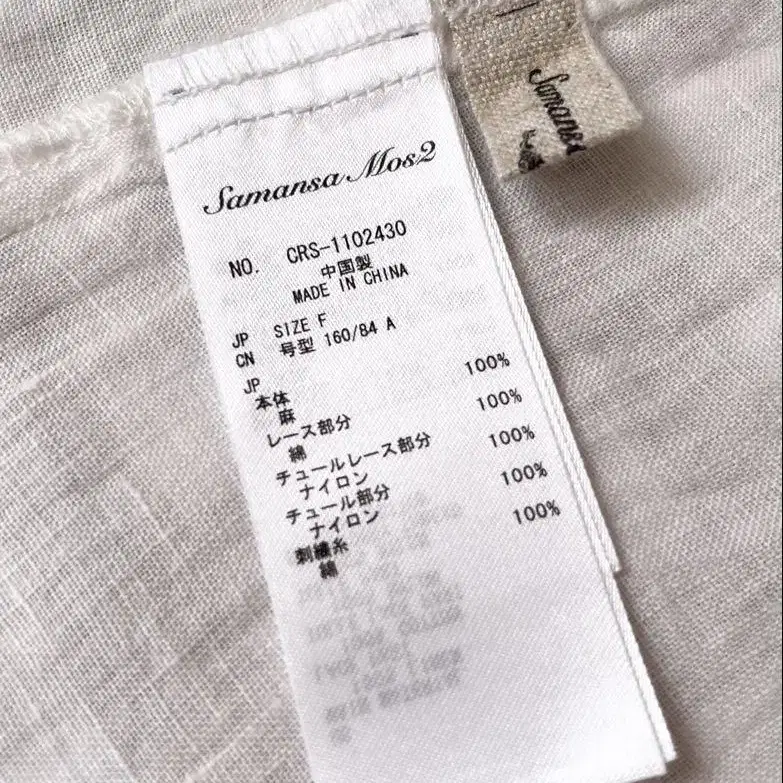 Samansa Mos2
NO. CRS-1102430
中国製
MADE IN CHINA
JP SIZE F
CN 号型 160/84 A
JP
本体
麻 100%
レース部分
綿 100%
チュールレース部分
ナイロン 100%
チュール部分
ナイロン 100%
刺繍糸
綿 100%
Samans